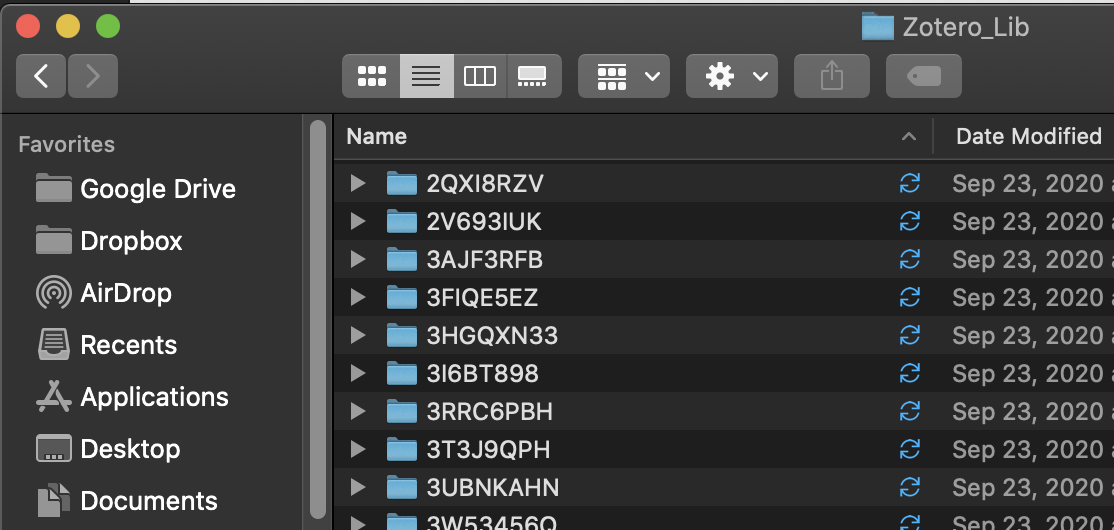 Zotero_Lib
Favorites
Google Drive
Dropbox
AirDrop
Recents
Applications
Desktop
Documents
Name Date Modified
2QXI8RZV Sep 23, 2020
2V693IUK Sep 23, 2020
3AJF3RFB Sep 23, 2020
3FIQE5EZ Sep 23, 2020
3HGQXN33 Sep 23, 2020
3I6BT898 Sep 23, 2020
3RRC6PBH Sep 23, 2020
3T3J9QPH Sep 23, 2020
3UBNKAHN Sep 23, 2020
3W53456Q Sep 23, 2020